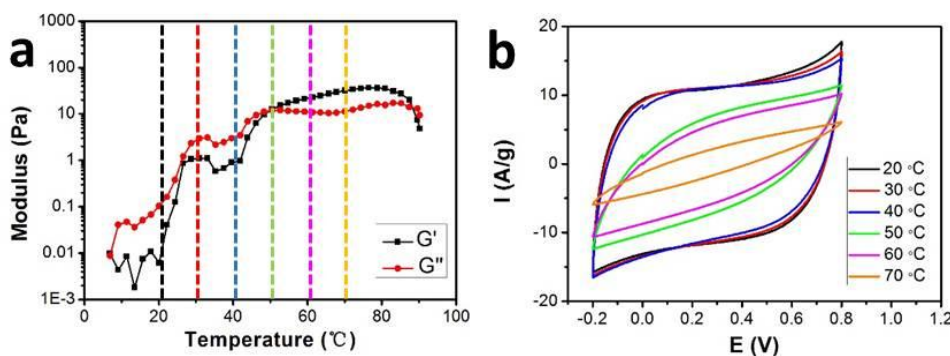 a
Modulus (Pa)
1000
100
10
1
0.1
0.01
1E-3
0
20
40
60
80
100
Temperature (℃)
G'
G"
b
I (A/g)
20
10
0
-10
-20
-0.2
0.0
0.2
0.4
0.6
0.8
1.0
1.2
E (V)
20 °C
30 °C
40 °C
50 °C
60 °C
70 °C